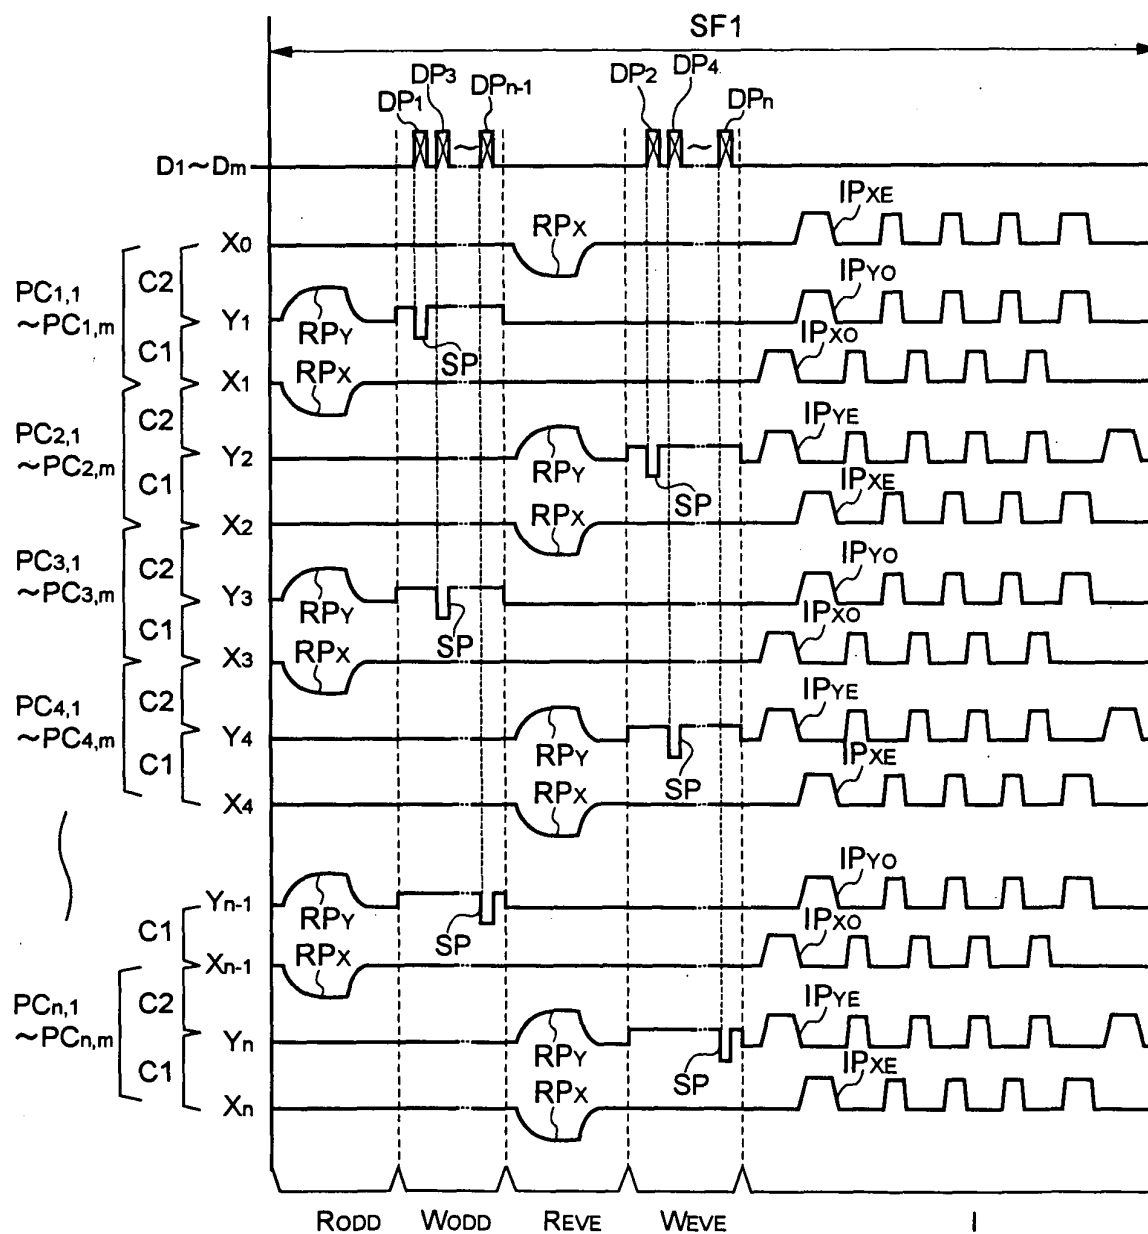 SF1
DP1 DP3 DPn-1 DP2 DP4 DPn
D1~Dm
X0 RPX IPXE
PC1,1 ~PC1,m
C2
Y1 RPY SP IPYO
C1
X1 RPX IPXO
PC2,1 ~PC2,m
C2
Y2 RPY SP IPYE
C1
X2 RPX IPXE
PC3,1 ~PC3,m
C2
Y3 RPY SP IPYO
C1
X3 RPX IPXO
PC4,1 ~PC4,m
C2
Y4 RPY SP IPYE
C1
X4 RPX IPXE
Yn-1 RPY SP IPYO
C1
Xn-1 RPX IPXO
PCn,1 ~PCn,m
C2
Yn RPY SP IPYE
C1
Xn RPX IPXE
RODD WODD REVE WEVE I